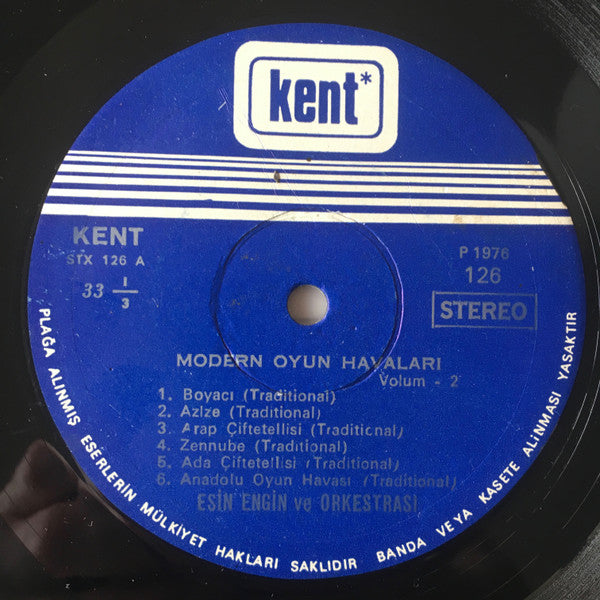 kent*
KENT
STX 126 A
33 1/3
P 1976
126
STEREO
MODERN OYUN HAVALARI
Volum - 2
1. Boyacı (Traditional)
2. Azize (Traditional)
3. Arap Çiftetellisi (Traditional)
4. Zennube (Traditional)
5. Ada Çiftetellisi (Traditional)
6. Anadolu Oyun Havası (Traditional)
ESİN ENGİN ve ORKESTRASI
PLAĞA ALINMIŞ ESERLERİN MÜLKİYET HAKLARI SAKLIDIR BANDA VEYA KASETE ALINMASI YASAKTIR